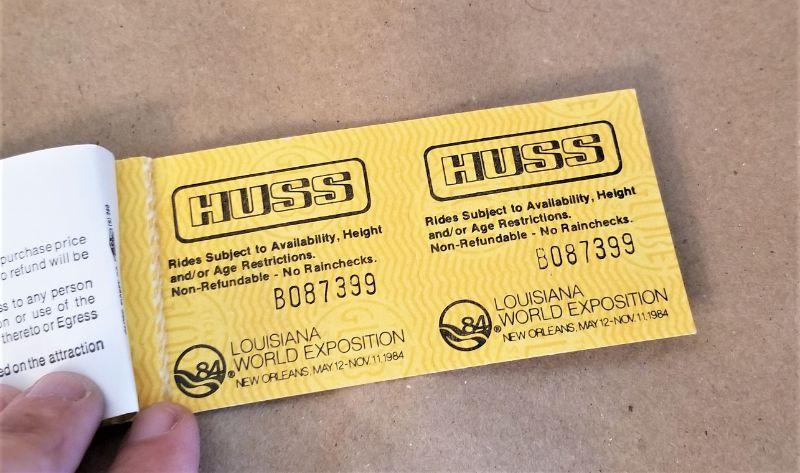 purchase price
refund will be
ss to any person
on or use of the
thereto or Egress
ed on the attraction
HUSS
Rides Subject to Availability, Height
and/or Age Restrictions.
Non-Refundable - No Rainchecks.
B087399
84
LOUISIANA
WORLD EXPOSITION
NEW ORLEANS, MAY 12-NOV. 11, 1984
HUSS
Rides Subject to Availability, Height
and/or Age Restrictions.
Non-Refundable - No Rainchecks.
B087399
84
LOUISIANA
WORLD EXPOSITION
NEW ORLEANS, MAY 12-NOV. 11, 1984